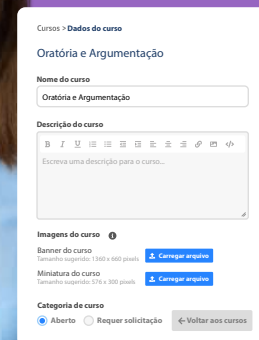 Cursos > Dados do curso
Oratória e Argumentação
Nome do curso
Oratória e Argumentação
Descrição do curso
B I U
Escreva uma descrição para o curso...
Imagens do curso
Banner do curso
Tamanho sugerido: 1360 x 660 pixels
Carregar arquivo
Miniatura do curso
Tamanho sugerido: 576 x 300 pixels
Carregar arquivo
Categoria de curso
Aberto Requer solicitação Voltar aos cursos